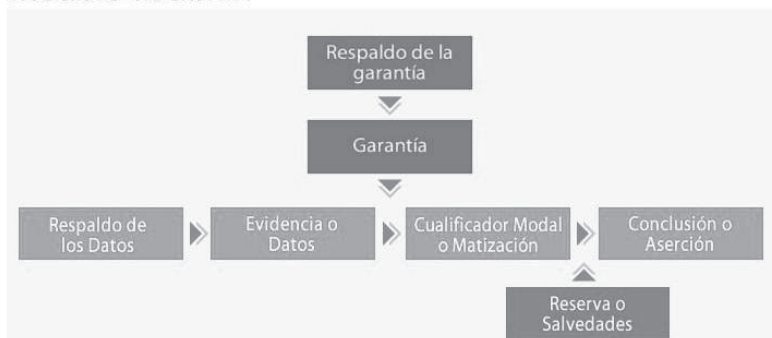 Respaldo de la
garantía
Garantía
Respaldo de
los Datos
Evidencia o
Datos
Cualificador Modal
o Matización
Conclusión o
Aserción
Reserva o
Salvedades